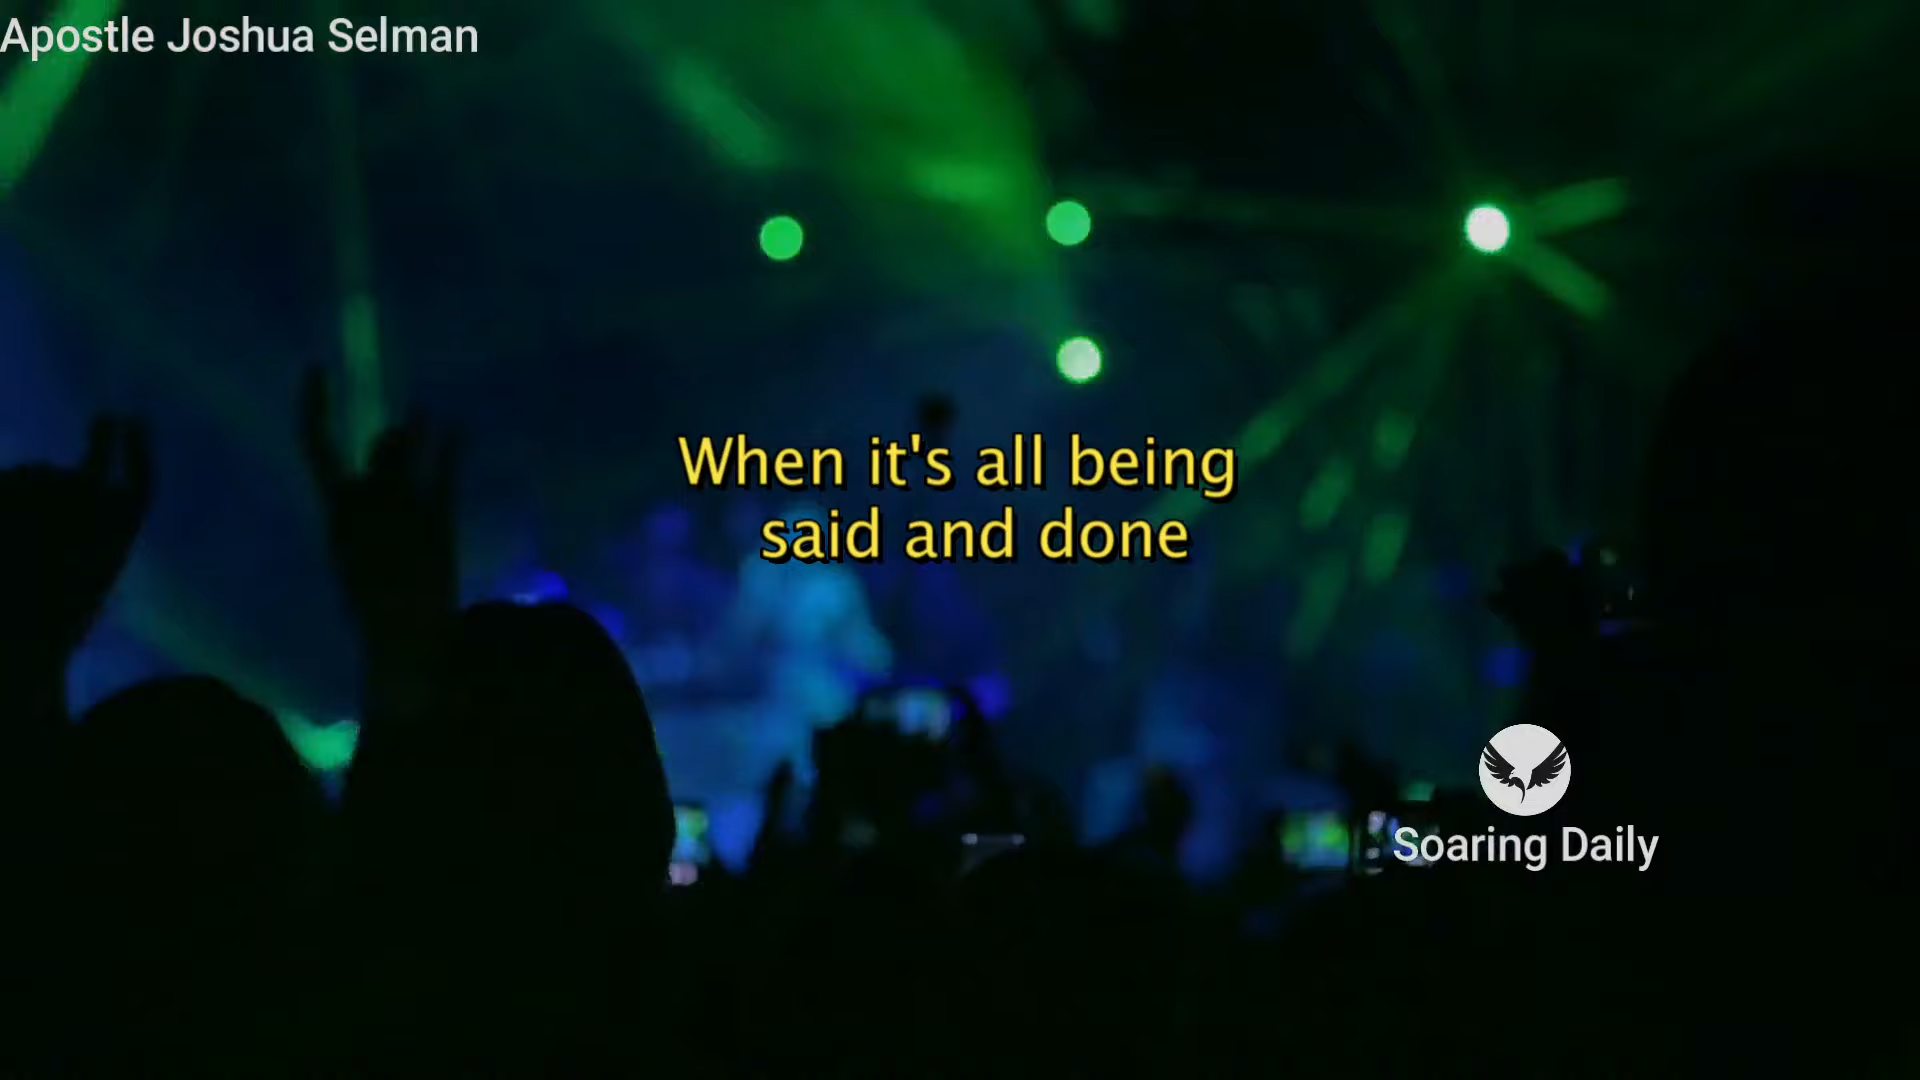 Apostle Joshua Selman
When it's all being
said and done
Soaring Daily